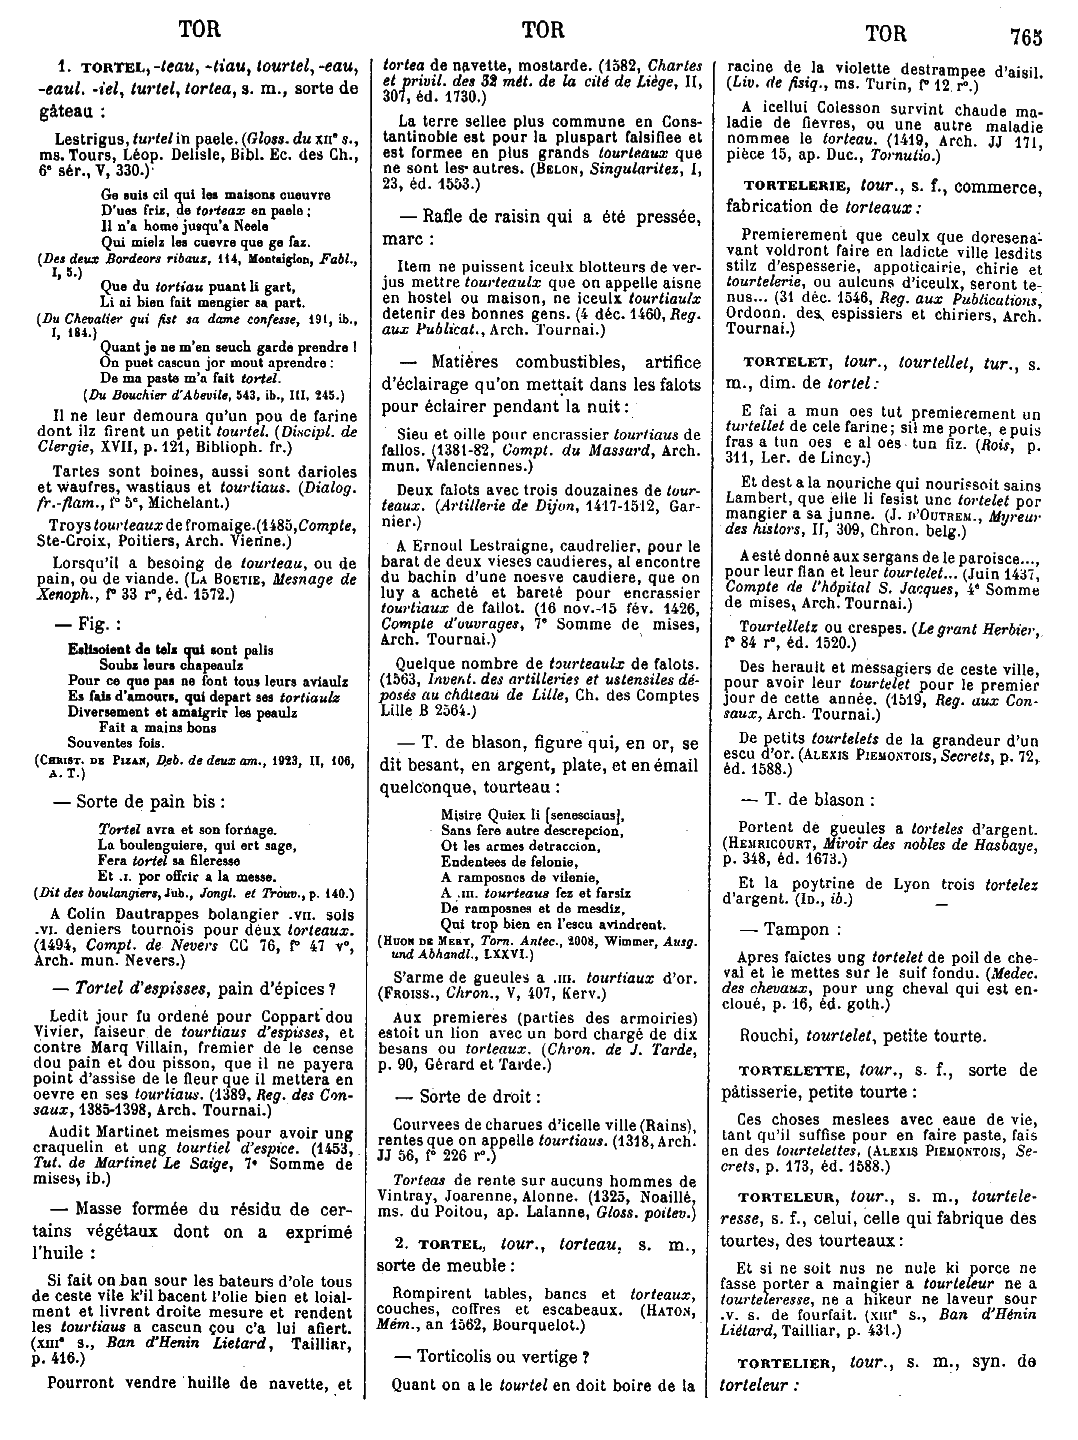 TOR
TOR
TOR
765
1. TORTEL, -teau, -tiau, tourtel, -eau,
-eaul. -iel, turtel, tortea, s. m., sorte de
gâteau :
Lestrigus, turtel in paele. (Gloss. du XIIe s.,
ms. Tours, Léop. Delisle, Bibl. Ec. des Ch.,
6e sér., V, 330.)
Ge suis cil qui les maisons cueuvre
D'ues friz, de torteax en paele ;
Il n'a home jusqu'a Neele
Qui mielz les cuevre que ge faz.
(Des deux Bordeors ribauz, 114, Montaiglon, Fabl.,
I, 5.)
Que du tortiau puant li gart,
Li ai bien fait mengier sa part.
(Du Chevalier qui fist sa dame confesse, 191, ib.,
I, 184.)
Quant je ne m'en seuch garde prendre !
On puet cascun jor mout aprendre :
De ma paste m'a fait tortel.
(Du Bouchier d'Abevile, 543, ib., III, 245.)
Il ne leur demoura qu'un pou de farine
dont ilz firent un petit tourtel. (Discipl. de
Clergie, XVII, p. 121, Biblioph. fr.)
Tartes sont boines, aussi sont darioles
et waufres, wastiaus et tourtiaus. (Dialog.
fr.-flam., fo 5c, Michelant.)
Troys tourteaux de fromaige. (1485, Compte,
Ste-Croix, Poitiers, Arch. Vienne.)
Lorsqu'il a besoing de tourteau, ou de
pain, ou de viande. (LA BOETIE, Mesnage de
Xenoph., fo 33 ro, éd. 1572.)
— Fig. :
Eslisoient de telz qui sont palis
Soubz leurs chapeaulz
Pour ce que pas ne font tous leurs aviaulz
Es fais d'amours, qui depart ses tortiaulz
Diversement et amaigrir les peaulz
Fait a mains bons
Souventes fois.
(CHRIST. DE PIZAN, Deb. de deux am., 1923, II, 106,
A. T.)
— Sorte de pain bis :
Tortel avra et son fornage.
La boulenguiere, qui ert sage,
Fera tortel sa fileresse
Et .I. por offrir a la messe.
(Dit des boulangiers, Jub., Jongl. et Trouv., p. 140.)
A Colin Dautrappes bolangier .VII. sols
.VI. deniers tournois pour deux torteaux.
(1494, Compt. de Nevers CC 76, fo 47 vo,
Arch. mun. Nevers.)
— Tortel d'espisses, pain d'épices ?
Ledit jour fu ordené pour Coppart dou
Vivier, faiseur de tourtiaus d'espisses, et
contre Marq Villain, fremier de le cense
dou pain et dou pisson, que il ne payera
point d'assise de le fleur que il mettera en
oevre en ses tourtiaus. (1389, Reg. des Con-
saux, 1385-1398, Arch. Tournai.)
Audit Martinet meismes pour avoir ung
craquelin et ung tourtiel d'espice. (1453,
Tut. de Martinet Le Saige, 7e Somme de
mises, ib.)
— Masse formée du résidu de cer-
tains végétaux dont on a exprimé
l'huile :
Si fait on ban sour les bateurs d'ole tous
de ceste vile k'il bacent l'olie bien et loial-
ment et livrent droite mesure et rendent
les tourtiaus a cascun çou c'a lui afiert.
(XIIIe s., Ban d'Henin Lietard, Tailliar,
p. 416.)
Pourront vendre huille de navette, et
tortea de navette, mostarde. (1582, Chartes
et privil. des 32 mét. de la cité de Liège, II,
307, éd. 1730.)
La terre sellee plus commune en Cons-
tantinoble est pour la pluspart falsifiee et
est formee en plus grands tourteaux que
ne sont les autres. (BELON, Singularitez, I,
23, éd. 1553.)
— Rafle de raisin qui a été pressée,
marc :
Item ne puissent iceulx blotteurs de ver-
jus mettre tourteaulx que on appelle aisne
en hostel ou maison, ne iceulx tourtiaulx
detenir des bonnes gens. (4 déc. 1460, Reg.
aux Publicat., Arch. Tournai.)
— Matières combustibles, artifice
d'éclairage qu'on mettait dans les falots
pour éclairer pendant la nuit :
Sieu et oille pour encrassier tourtiaus de
fallos. (1381-82, Compt. du Massard, Arch.
mun. Valenciennes.)
Deux falots avec trois douzaines de tour-
teaux. (Artillerie de Dijon, 1417-1512, Gar-
nier.)
A Ernoul Lestraigne, caudrelier, pour le
barat de deux vieses caudieres, al encontre
du bachin d'une noesve caudiere, que on
luy a acheté et bareté pour encrassier
tourtiaux de fallot. (16 nov.-15 fév. 1426,
Compte d'ouvrages, 7e Somme de mises,
Arch. Tournai.)
Quelque nombre de tourteaulx de falots.
(1563, Invent. des artilleries et ustensiles dé-
posés au château de Lille, Ch. des Comptes
Lille B 2564.)
— T. de blason, figure qui, en or, se
dit besant, en argent, plate, et en émail
quelconque, tourteau :
Misire Quiex li [senesciaus],
Sans fere autre descrepcion,
Ot les armes detraccion,
Endentees de felonie,
A ramposnes de vilenie,
A .III. tourteaus fez et farsiz
De ramposnes et de mesdiz,
Qui trop bien en l'escu avindrent.
(HUON DE MERY, Torn. Antec., 2008, Wimmer, Ausg.
und Abhandl., LXXVI.)
S'arme de gueules a .III. tourtiaux d'or.
(FROISS., Chron., V, 407, Kerv.)
Aux premieres (parties des armoiries)
estoit un lion avec un bord chargé de dix
besans ou torteaux. (Chron. de J. Tarde,
p. 90, Gérard et Tarde.)
— Sorte de droit :
Courvees de charues d'icelle ville (Rains),
rentes que on appelle tourtiaus. (1318, Arch.
JJ 56, fo 226 ro.)
Torteas de rente sur aucuns hommes de
Vintray, Joarenne, Alonne. (1325, Noaillé,
ms. du Poitou, ap. Lalanne, Gloss. poitev.)
2. TORTEL, tour., torteau, s. m.,
sorte de meuble :
Rompirent tables, bancs et torteaux,
couches, coffres et escabeaux. (HATON,
Mém., an 1562, Bourquelot.)
— Torticolis ou vertige ?
Quant on a le tourtel en doit boire de la
racine de la violette destrampee d'aisil.
(Liv. de fisiq., ms. Turin, fo 12 ro.)
A icellui Colesson survint chaude ma-
ladie de fievres, ou une autre maladie
nommee le torteau. (1419, Arch. JJ 171,
pièce 15, ap. Duc., Tornutio.)
TORTELERIE, tour., s. f., commerce,
fabrication de torteaux :
Premierement que ceulx que doresena-
vant voldront faire en ladicte ville lesdits
stilz d'espesserie, appoticairie, chirie et
tourtelerie, ou aulcuns d'iceulx, seront te-
nus... (31 déc. 1546, Reg. aux Publications,
Ordonn. des espissiers et chiriers, Arch.
Tournai.)
TORTELET, tour., tourtellet, tur., s.
m., dim. de tortel :
E fai a mun oes tut premierement un
turtellet de cele farine; sil me porte, e puis
fras a tun oes e al oes tun fiz. (Rois, p.
311, Ler. de Lincy.)
Et dest a la nouriche qui nourissoit sains
Lambert, que elle li fesist unc tortelet por
mangier a sa junne. (J. D'OUTREM., Myreur
des histors, II, 309, Chron. belg.)
A esté donné aux sergans de le paroisce...,
pour leur flan et leur tourtelet... (Juin 1437,
Compte de l'hôpital S. Jacques, 4e Somme
de mises, Arch. Tournai.)
Tourtelletz ou crespes. (Le grant Herbier,
fo 84 ro, éd. 1520.)
Des herault et messagiers de ceste ville,
pour avoir leur tourtelet pour le premier
jour de cette année. (1519, Reg. aux Con-
saux, Arch. Tournai.)
De petits tourtelets de la grandeur d'un
escu d'or. (ALEXIS PIEMONTOIS, Secrets, p. 72,
éd. 1588.)
— T. de blason :
Portent de gueules a torteles d'argent.
(HEMRICOURT, Miroir des nobles de Hasbaye,
p. 348, éd. 1673.)
Et la poytrine de Lyon trois tortelez
d'argent. (ID., ib.)
— Tampon :
Apres faictes ung tortelet de poil de che-
val et le mettes sur le suif fondu. (Medec.
des chevaux, pour ung cheval qui est en-
cloué, p. 16, éd. goth.)
Rouchi, tourtelet, petite tourte.
TORTELETTE, tour., s. f., sorte de
pâtisserie, petite tourte :
Ces choses meslees avec eaue de vie,
tant qu'il suffise pour en faire paste, fais
en des tourtelettes. (ALEXIS PIEMONTOIS, Se-
crets, p. 173, éd. 1588.)
TORTELEUR, tour., s. m., tourtele-
resse, s. f., celui, celle qui fabrique des
tourtes, des tourteaux :
Et si ne soit nus ne nule ki porce ne
fasse porter a maingier a tourteleur ne a
tourteleresse, ne a hikeur ne laveur sour
.V. s. de fourfait. (XIIIe s., Ban d'Hénin
Liétard, Tailliar, p. 431.)
TORTELIER, tour., s. m., syn. de
torteleur :